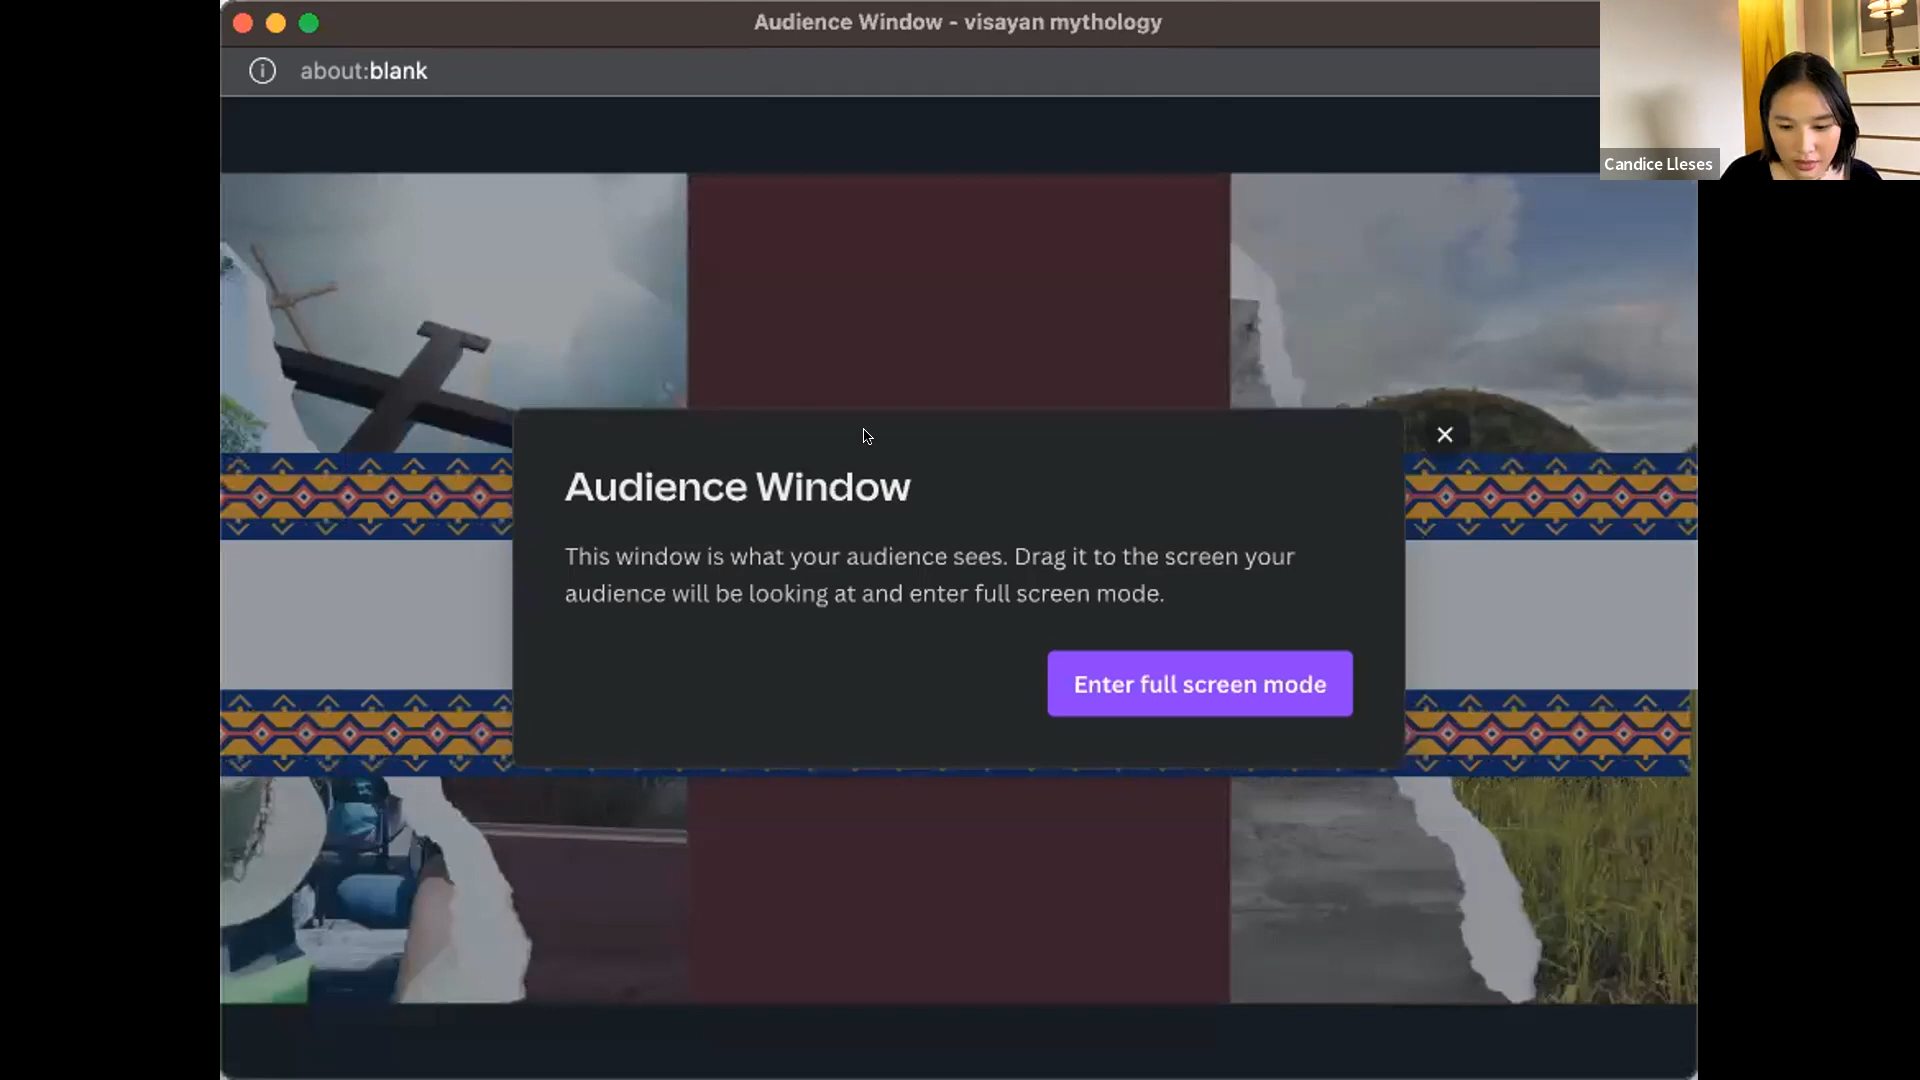 Audience Window - visayan mythology
about:blank
Candice Lleses
Audience Window
This window is what your audience sees. Drag it to the screen your
audience will be looking at and enter full screen mode.
Enter full screen mode